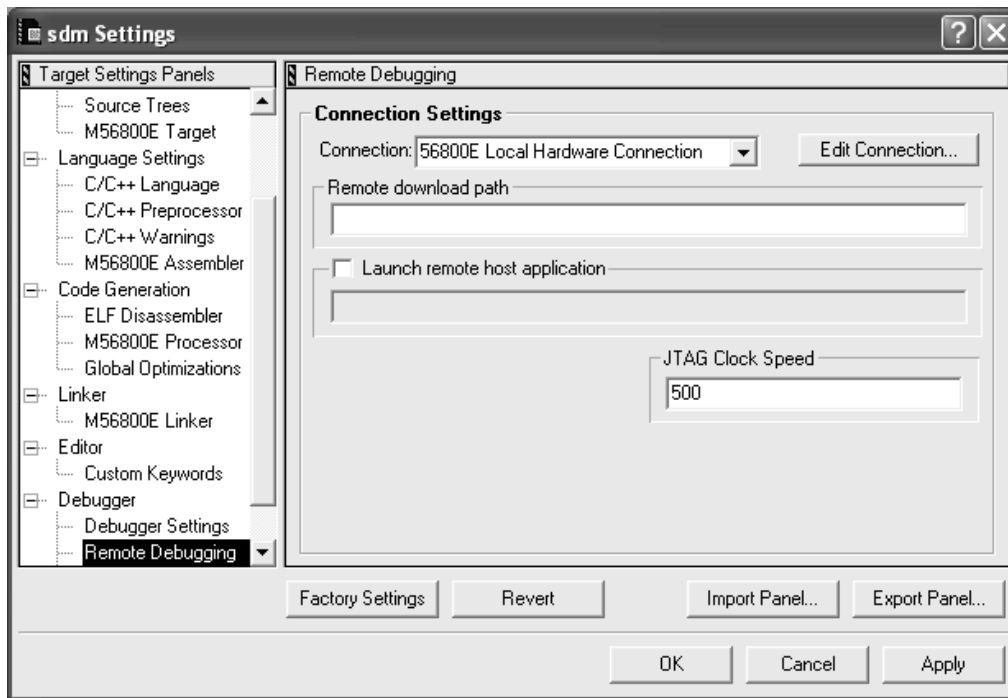 sdm Settings
Target Settings Panels
Source Trees
M56800E Target
Language Settings
C/C++ Language
C/C++ Preprocessor
C/C++ Warnings
M56800E Assembler
Code Generation
ELF Disassembler
M56800E Processor
Global Optimizations
Linker
M56800E Linker
Editor
Custom Keywords
Debugger
Debugger Settings
Remote Debugging
Remote Debugging
Connection Settings
Connection: 56800E Local Hardware Connection Edit Connection...
Remote download path
Launch remote host application
JTAG Clock Speed
500
Factory Settings Revert Import Panel... Export Panel...
OK Cancel Apply